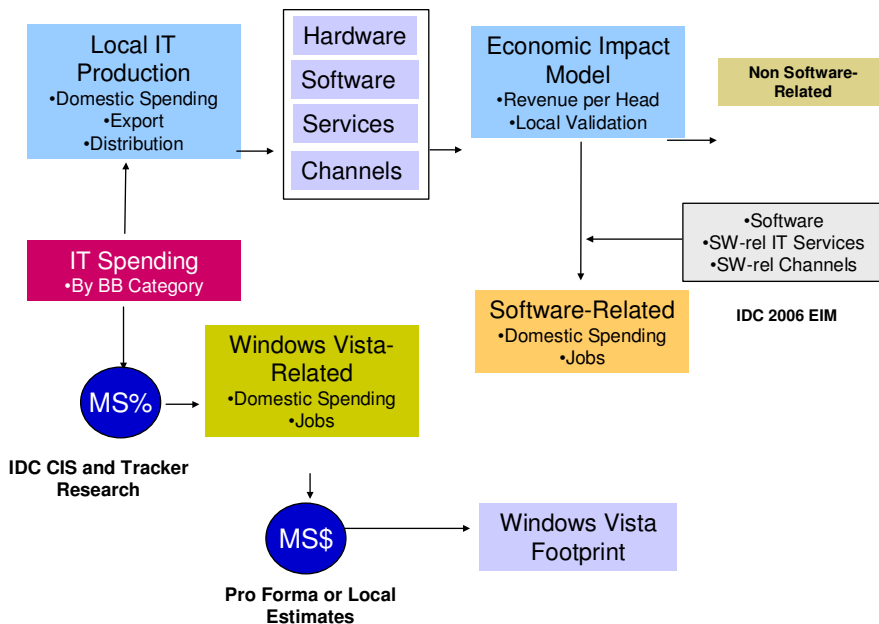 Local IT
Production
•Domestic Spending
•Export
•Distribution
Hardware
Software
Services
Channels
Economic Impact
Model
•Revenue per Head
•Local Validation
Non Software-
Related
IT Spending
•By BB Category
•Software
•SW-rel IT Services
•SW-rel Channels
IDC 2006 EIM
Software-Related
•Domestic Spending
•Jobs
Windows Vista-
Related
•Domestic Spending
•Jobs
MS%
IDC CIS and Tracker
Research
MS$
Windows Vista
Footprint
Pro Forma or Local
Estimates